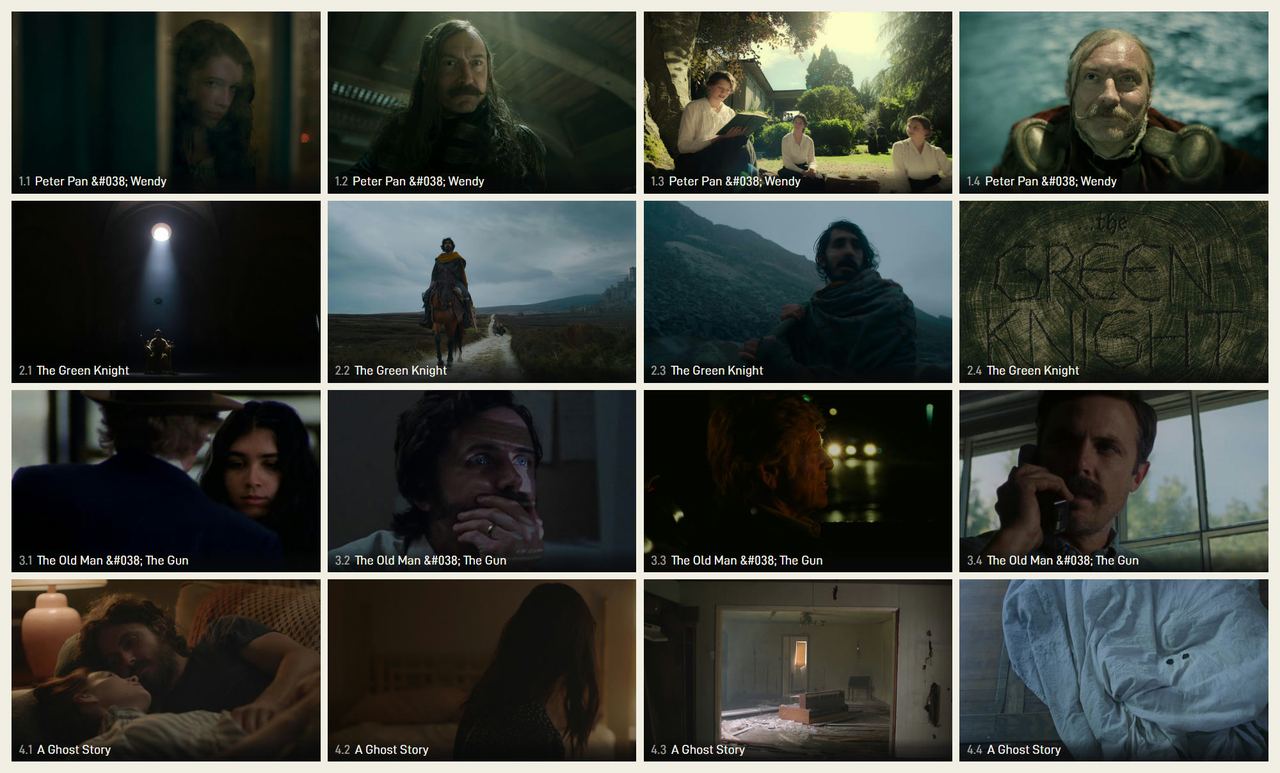 1.1 Peter Pan &#038; Wendy
1.2 Peter Pan &#038; Wendy
1.3 Peter Pan &#038; Wendy
1.4 Peter Pan &#038; Wendy
2.1 The Green Knight
2.2 The Green Knight
2.3 The Green Knight
...the
GREEN
KNIGHT
2.4 The Green Knight
3.1 The Old Man &#038; The Gun
3.2 The Old Man &#038; The Gun
3.3 The Old Man &#038; The Gun
3.4 The Old Man &#038; The Gun
4.1 A Ghost Story
4.2 A Ghost Story
4.3 A Ghost Story
4.4 A Ghost Story